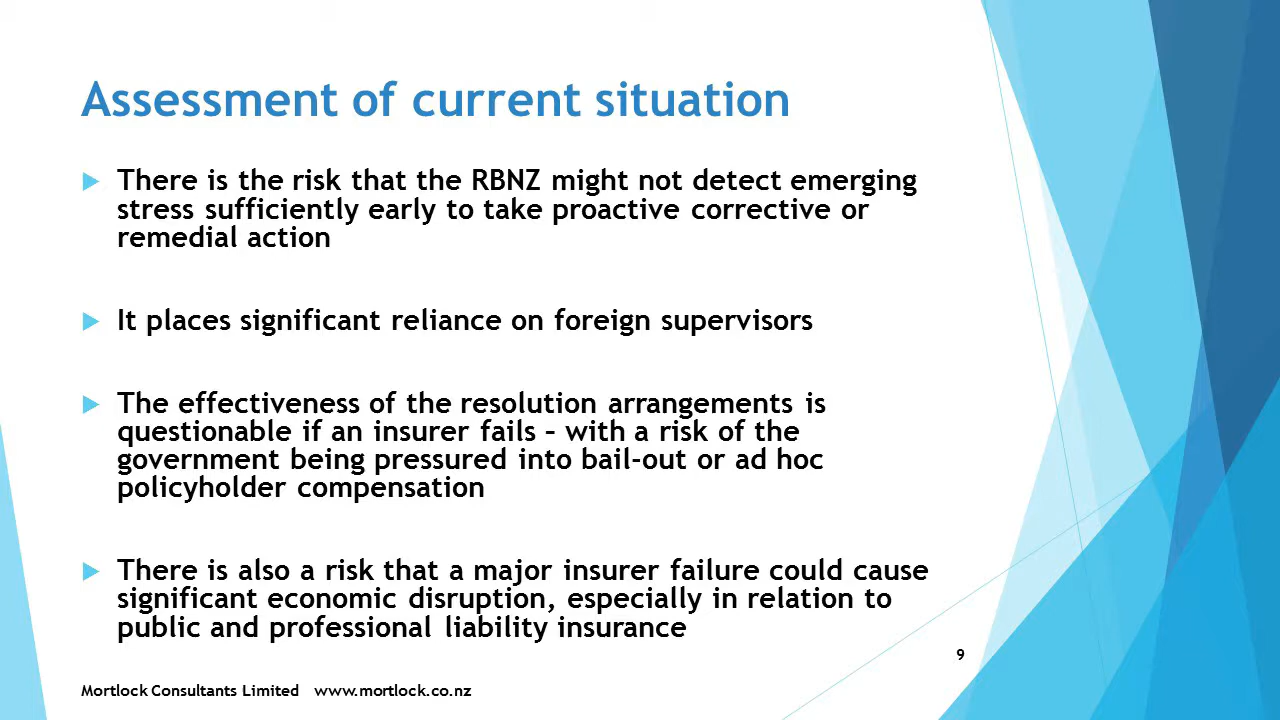 Assessment of current situation
There is the risk that the RBNZ might not detect emerging
stress sufficiently early to take proactive corrective or
remedial action
It places significant reliance on foreign supervisors
The effectiveness of the resolution arrangements is
questionable if an insurer fails – with a risk of the
government being pressured into bail-out or ad hoc
policyholder compensation
There is also a risk that a major insurer failure could cause
significant economic disruption, especially in relation to
public and professional liability insurance
9
Mortlock Consultants Limited www.mortlock.co.nz